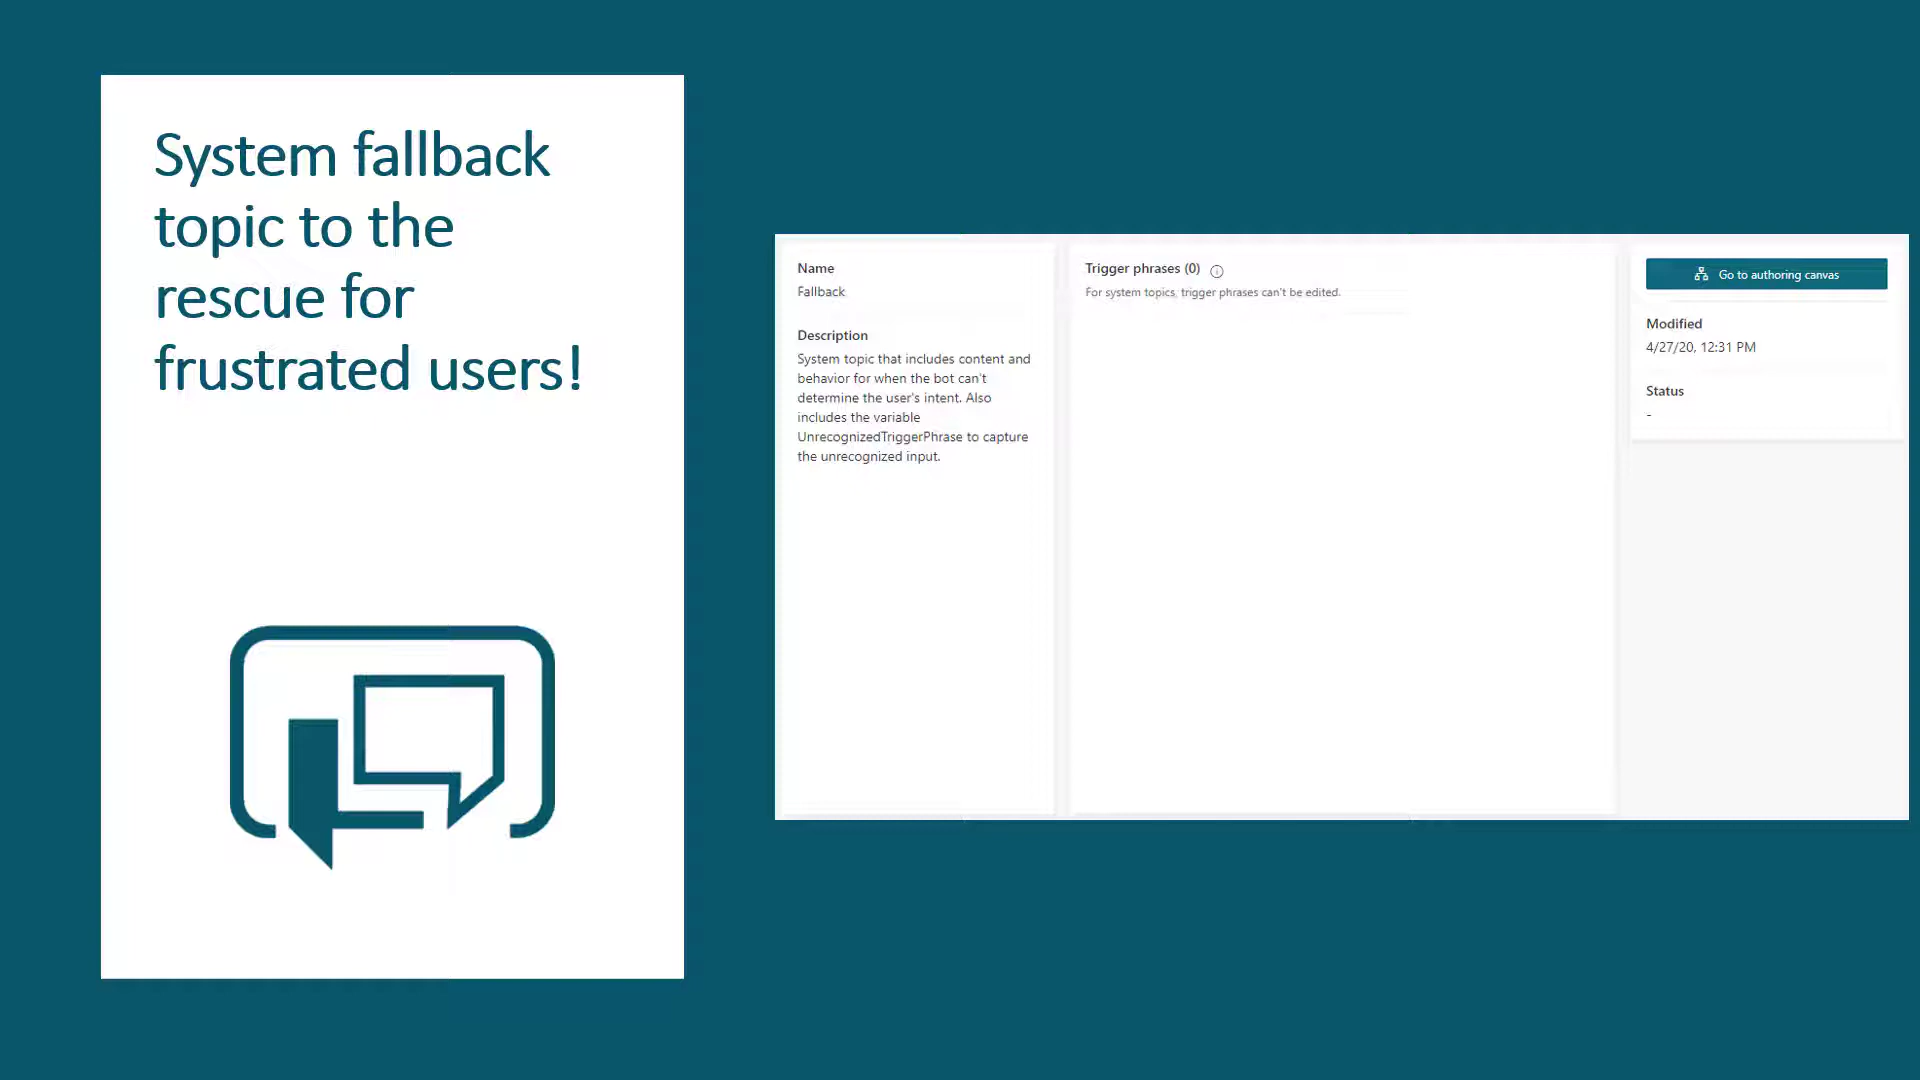 System fallback
topic to the
rescue for
frustrated users!
Name
Fallback
Description
System topic that includes content and
behavior for when the bot can't
determine the user's intent. Also
includes the variable
UnrecognizedTriggerPhrase to capture
the unrecognized input.
Trigger phrases (0)
For system topics, trigger phrases can't be edited.
Go to authoring canvas
Modified
4/27/20, 12:31 PM
Status
-